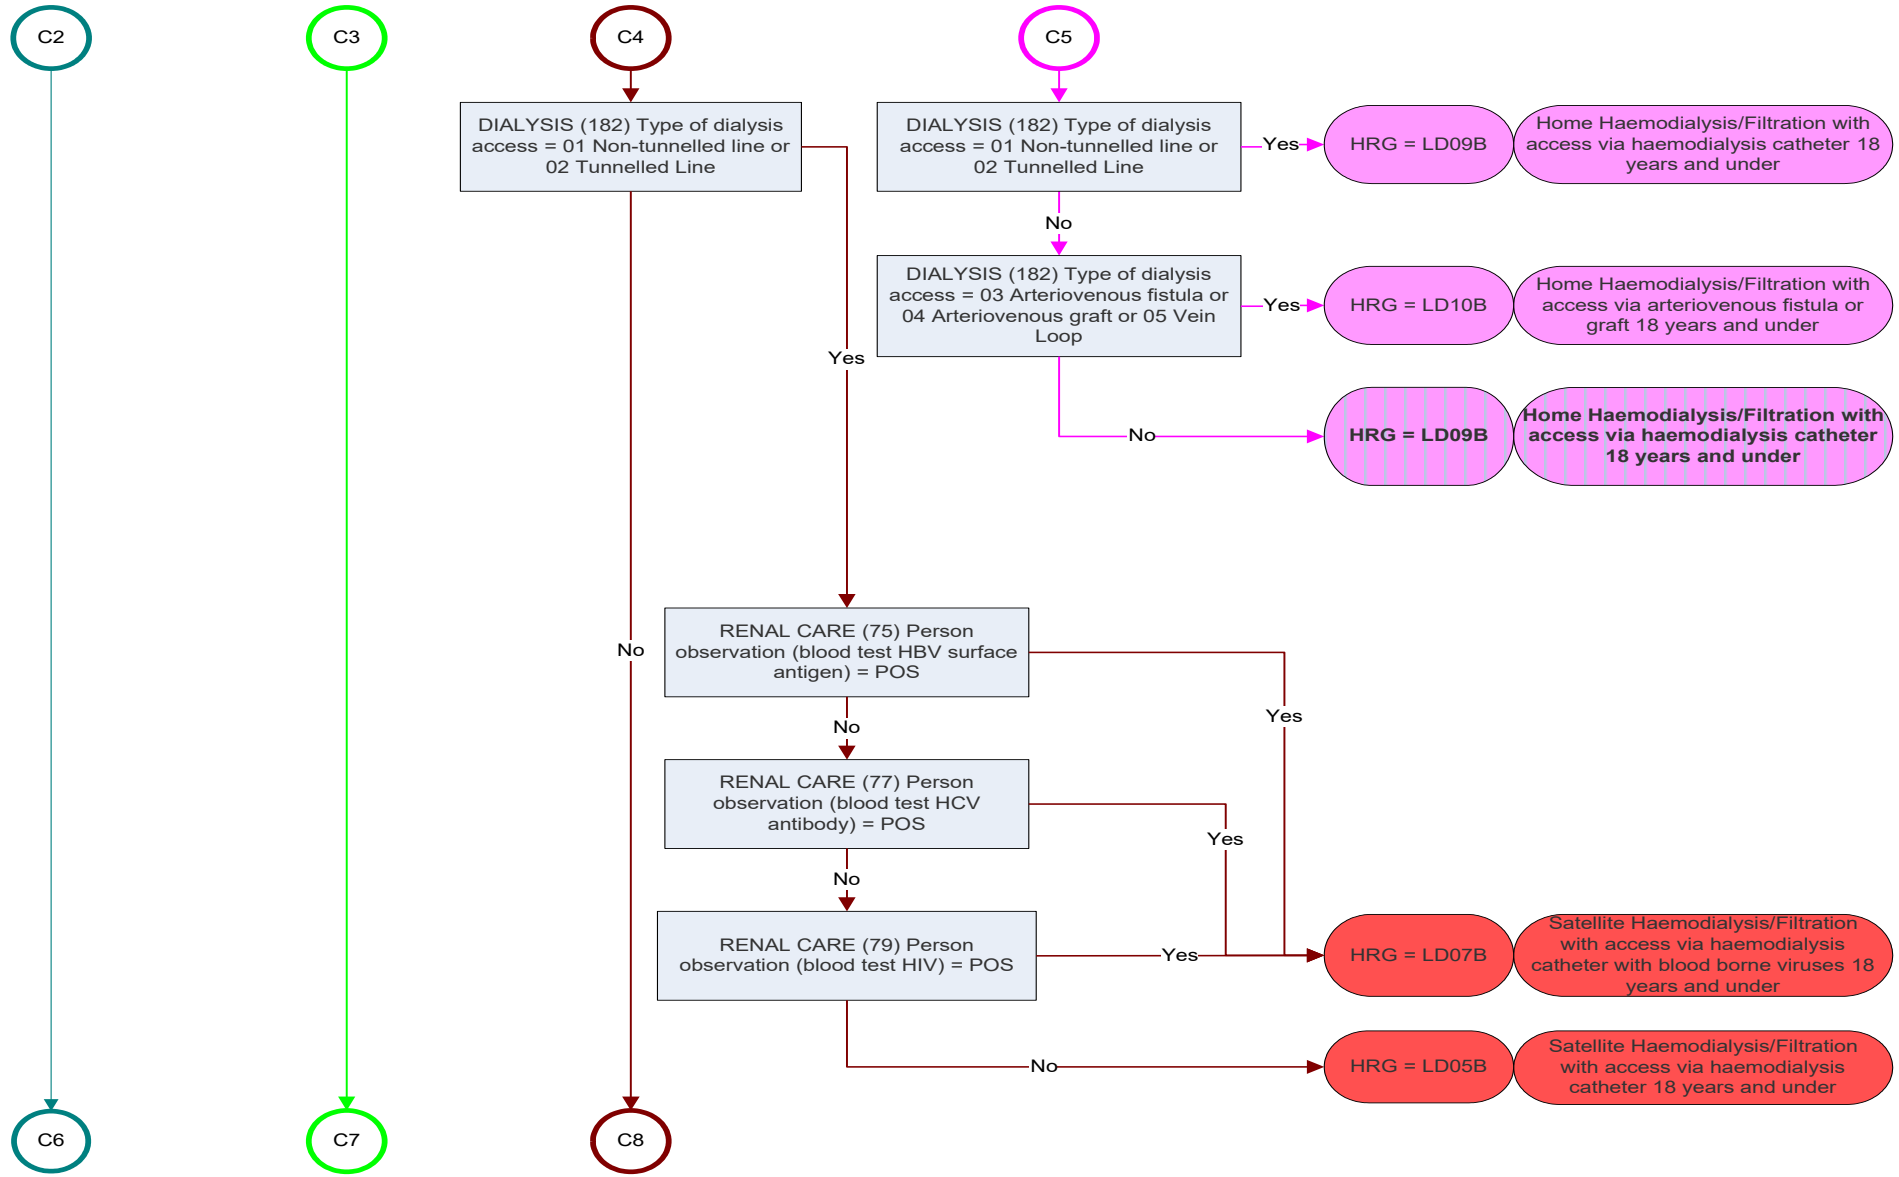 C2
C3
C4
C5
DIALYSIS (182) Type of dialysis
access = 01 Non-tunnelled line or
02 Tunnelled Line
DIALYSIS (182) Type of dialysis
access = 01 Non-tunnelled line or
02 Tunnelled Line
Yes
HRG = LD09B
Home Haemodialysis/Filtration with
access via haemodialysis catheter 18
years and under
No
DIALYSIS (182) Type of dialysis
access = 03 Arteriovenous fistula or
04 Arteriovenous graft or 05 Vein
Loop
Yes
HRG = LD10B
Home Haemodialysis/Filtration with
access via arteriovenous fistula or
graft 18 years and under
Yes
No
HRG = LD09B
Home Haemodialysis/Filtration with
access via haemodialysis catheter
18 years and under
No
RENAL CARE (75) Person
observation (blood test HBV surface
antigen) = POS
Yes
No
RENAL CARE (77) Person
observation (blood test HCV
antibody) = POS
Yes
No
RENAL CARE (79) Person
observation (blood test HIV) = POS
Yes
HRG = LD07B
Satellite Haemodialysis/Filtration
with access via haemodialysis
catheter with blood borne viruses 18
years and under
No
HRG = LD05B
Satellite Haemodialysis/Filtration
with access via haemodialysis
catheter 18 years and under
C6
C7
C8